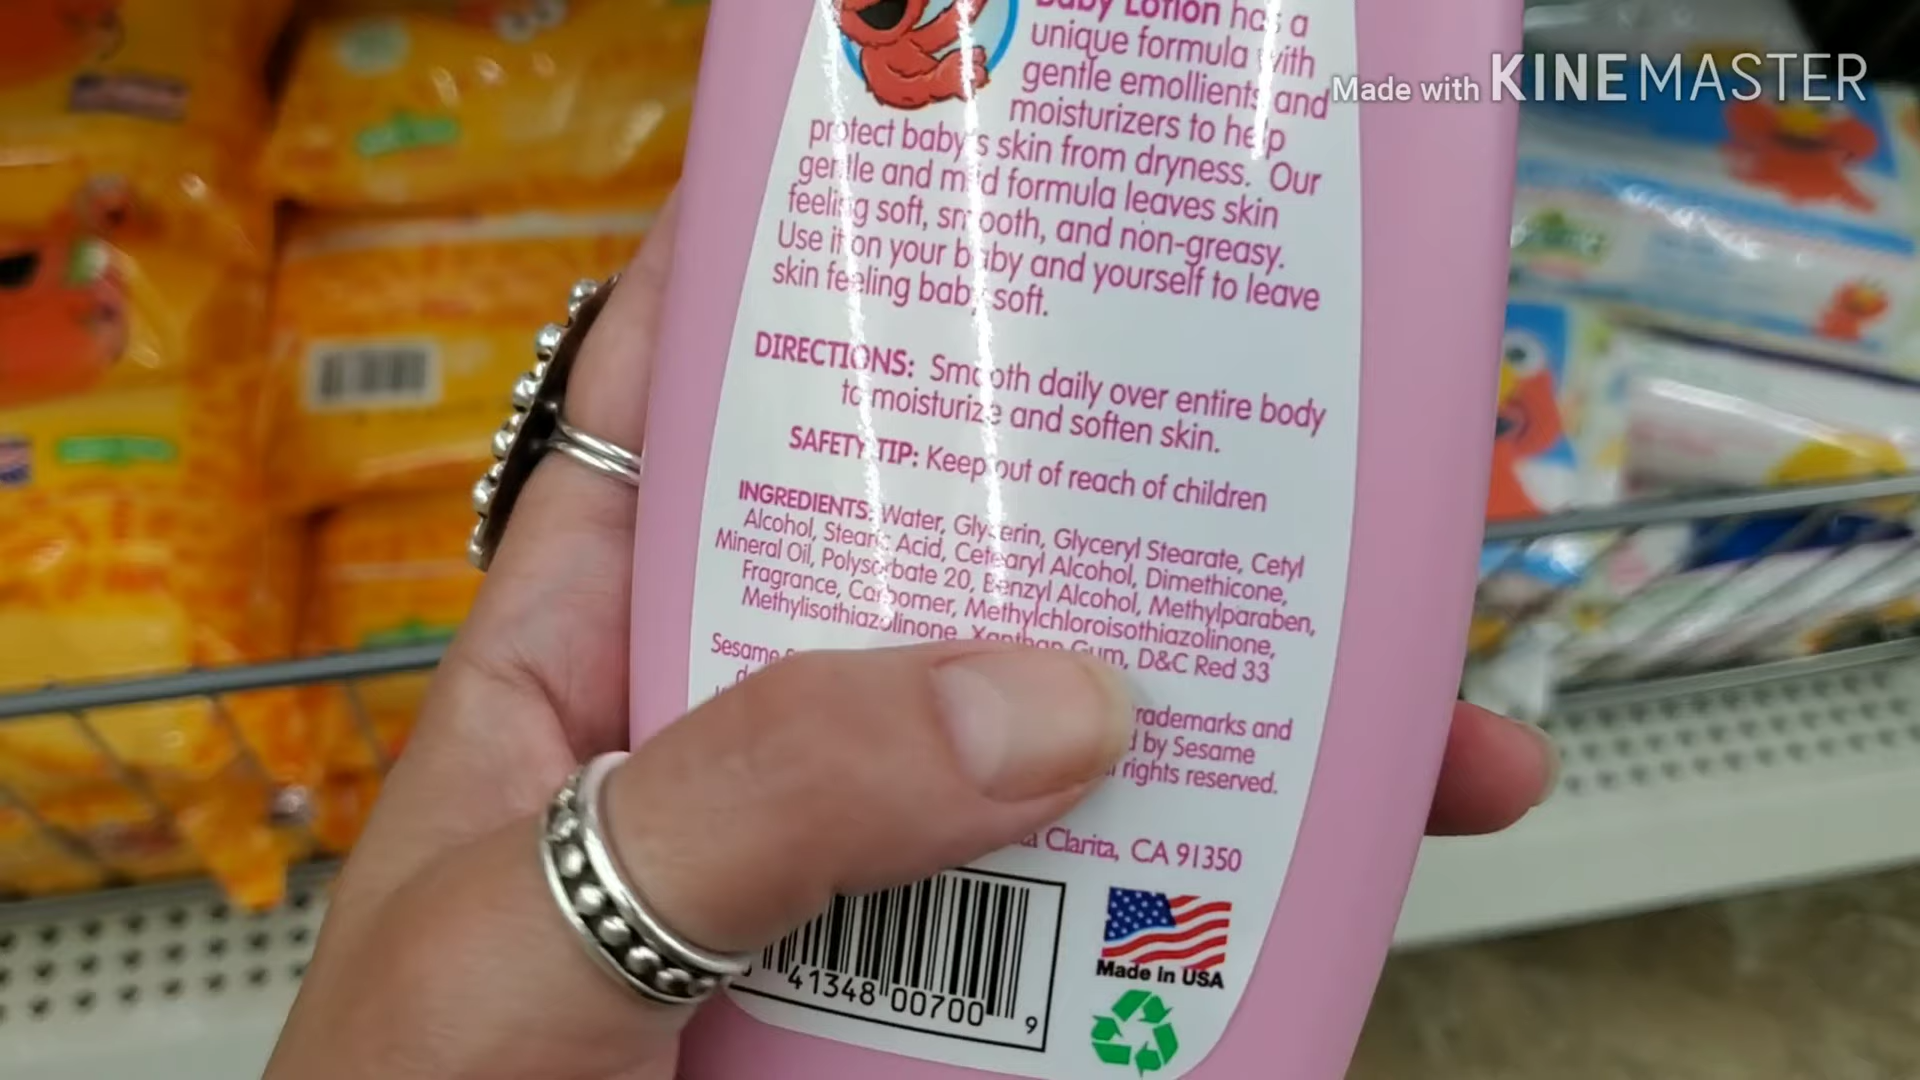 Baby Lotion has a
unique formula with
gentle emollients and
moisturizers to help
protect baby's skin from dryness. Our
gentle and mild formula leaves skin
feeling soft, smooth, and non-greasy.
Use it on your baby and yourself to leave
skin feeling baby soft.
DIRECTIONS: Smooth daily over entire body
to moisturize and soften skin.
SAFETY TIP: Keep out of reach of children
INGREDIENTS: Water, Glycerin, Glyceryl Stearate, Cetyl
Alcohol, Stearic Acid, Cetearyl Alcohol, Dimethicone,
Mineral Oil, Polysorbate 20, Benzyl Alcohol, Methylparaben,
Fragrance, Carbomer, Methylchloroisothiazolinone,
Methylisothiazolinone, Xanthan Gum, D&C Red 33
Sesame
rademarks and
d by Sesame
rights reserved.
Clarita, CA 91350
41348 00700 9
Made in USA
Made with KINEMASTER